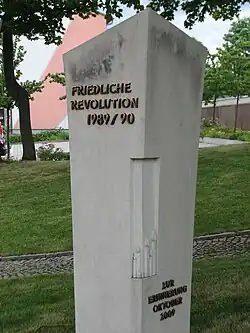 FRIEDLICHE
REVOLUTION
1989/90
ZUR
ERINNERUNG
OKTOBER
2009